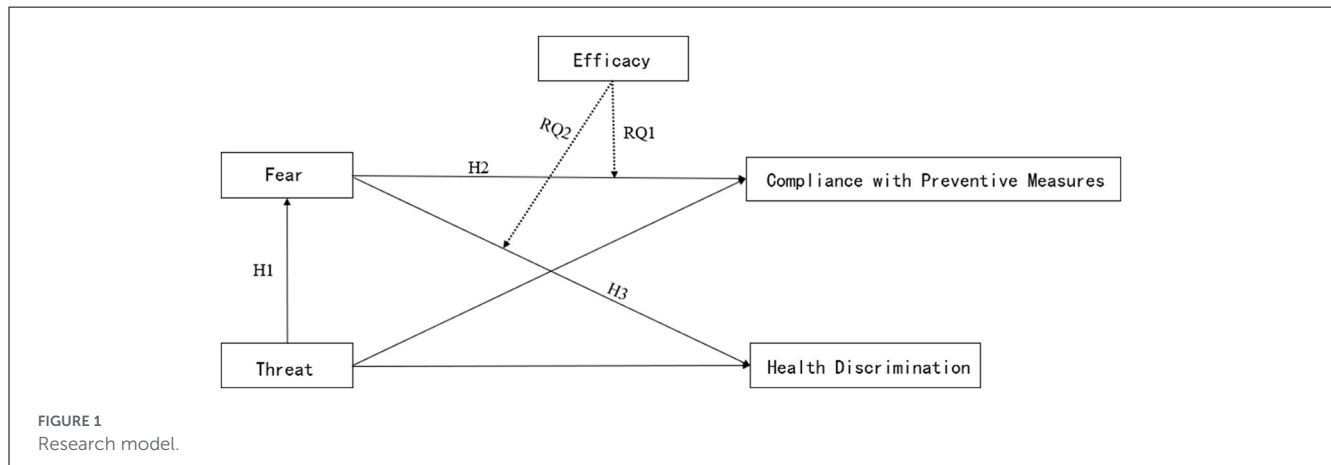 Efficacy
RQ2
RQ1
Fear
H2
Compliance with Preventive Measures
H1
H3
Threat
Health Discrimination
FIGURE 1
Research model.